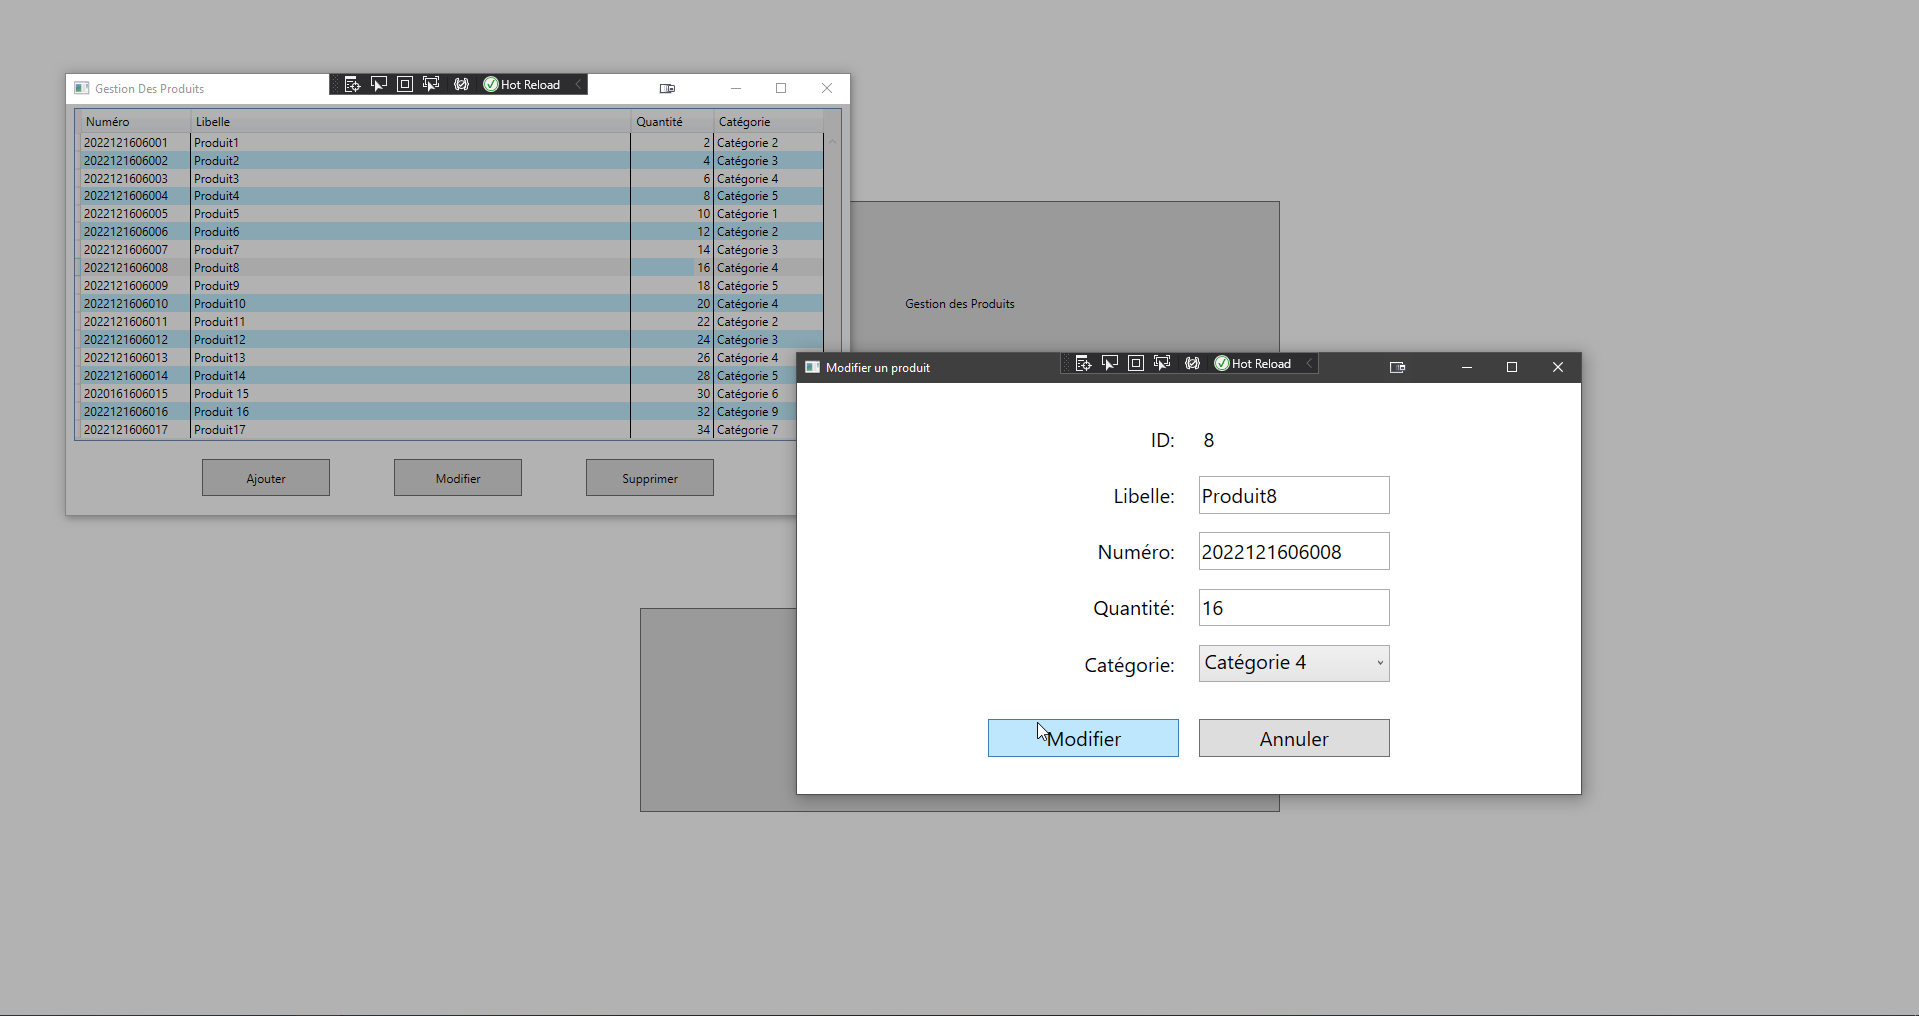 Gestion Des Produits
Hot Reload
Numéro Libelle Quantité Catégorie
2022121606001 Produit1 2 Catégorie 2
2022121606002 Produit2 4 Catégorie 3
2022121606003 Produit3 6 Catégorie 4
2022121606004 Produit4 8 Catégorie 5
2022121606005 Produit5 10 Catégorie 1
2022121606006 Produit6 12 Catégorie 2
2022121606007 Produit7 14 Catégorie 3
2022121606008 Produit8 16 Catégorie 4
2022121606009 Produit9 18 Catégorie 5
2022121606010 Produit10 20 Catégorie 4
2022121606011 Produit11 22 Catégorie 2
2022121606012 Produit12 24 Catégorie 3
2022121606013 Produit13 26 Catégorie 4
2022121606014 Produit14 28 Catégorie 5
2020161606015 Produit 15 30 Catégorie 6
2022121606016 Produit 16 32 Catégorie 9
2022121606017 Produit17 34 Catégorie 7
Ajouter Modifier Supprimer
Gestion des Produits
Modifier un produit
Hot Reload
ID: 8
Libelle: Produit8
Numéro: 2022121606008
Quantité: 16
Catégorie: Catégorie 4
Modifier Annuler